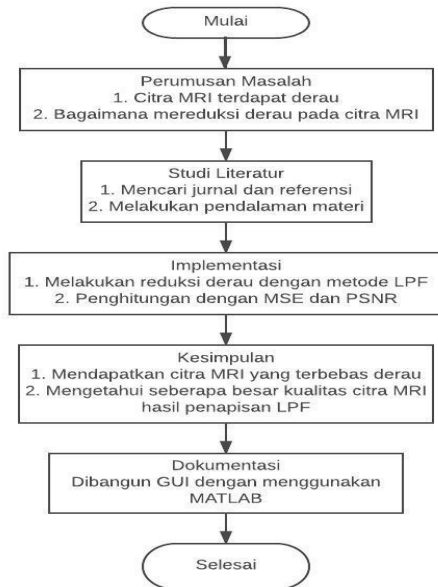 Mulai
Perumusan Masalah
1. Citra MRI terdapat derau
2. Bagaimana mereduksi derau pada citra MRI
Studi Literatur
1. Mencari jurnal dan referensi
2. Melakukan pendalaman materi
Implementasi
1. Melakukan reduksi derau dengan metode LPF
2. Penghitungan dengan MSE dan PSNR
Kesimpulan
1. Mendapatkan citra MRI yang terbebas derau
2. Mengetahui seberapa besar kualitas citra MRI
hasil penapisan LPF
Dokumentasi
Dibangun GUI dengan menggunakan
MATLAB
Selesai